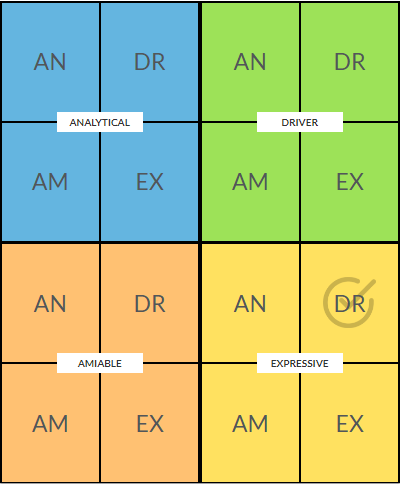 AN DR AN DR
ANALYTICAL DRIVER
AM EX AM EX
AN DR AN DR
AMIABLE EXPRESSIVE
AM EX AM EX